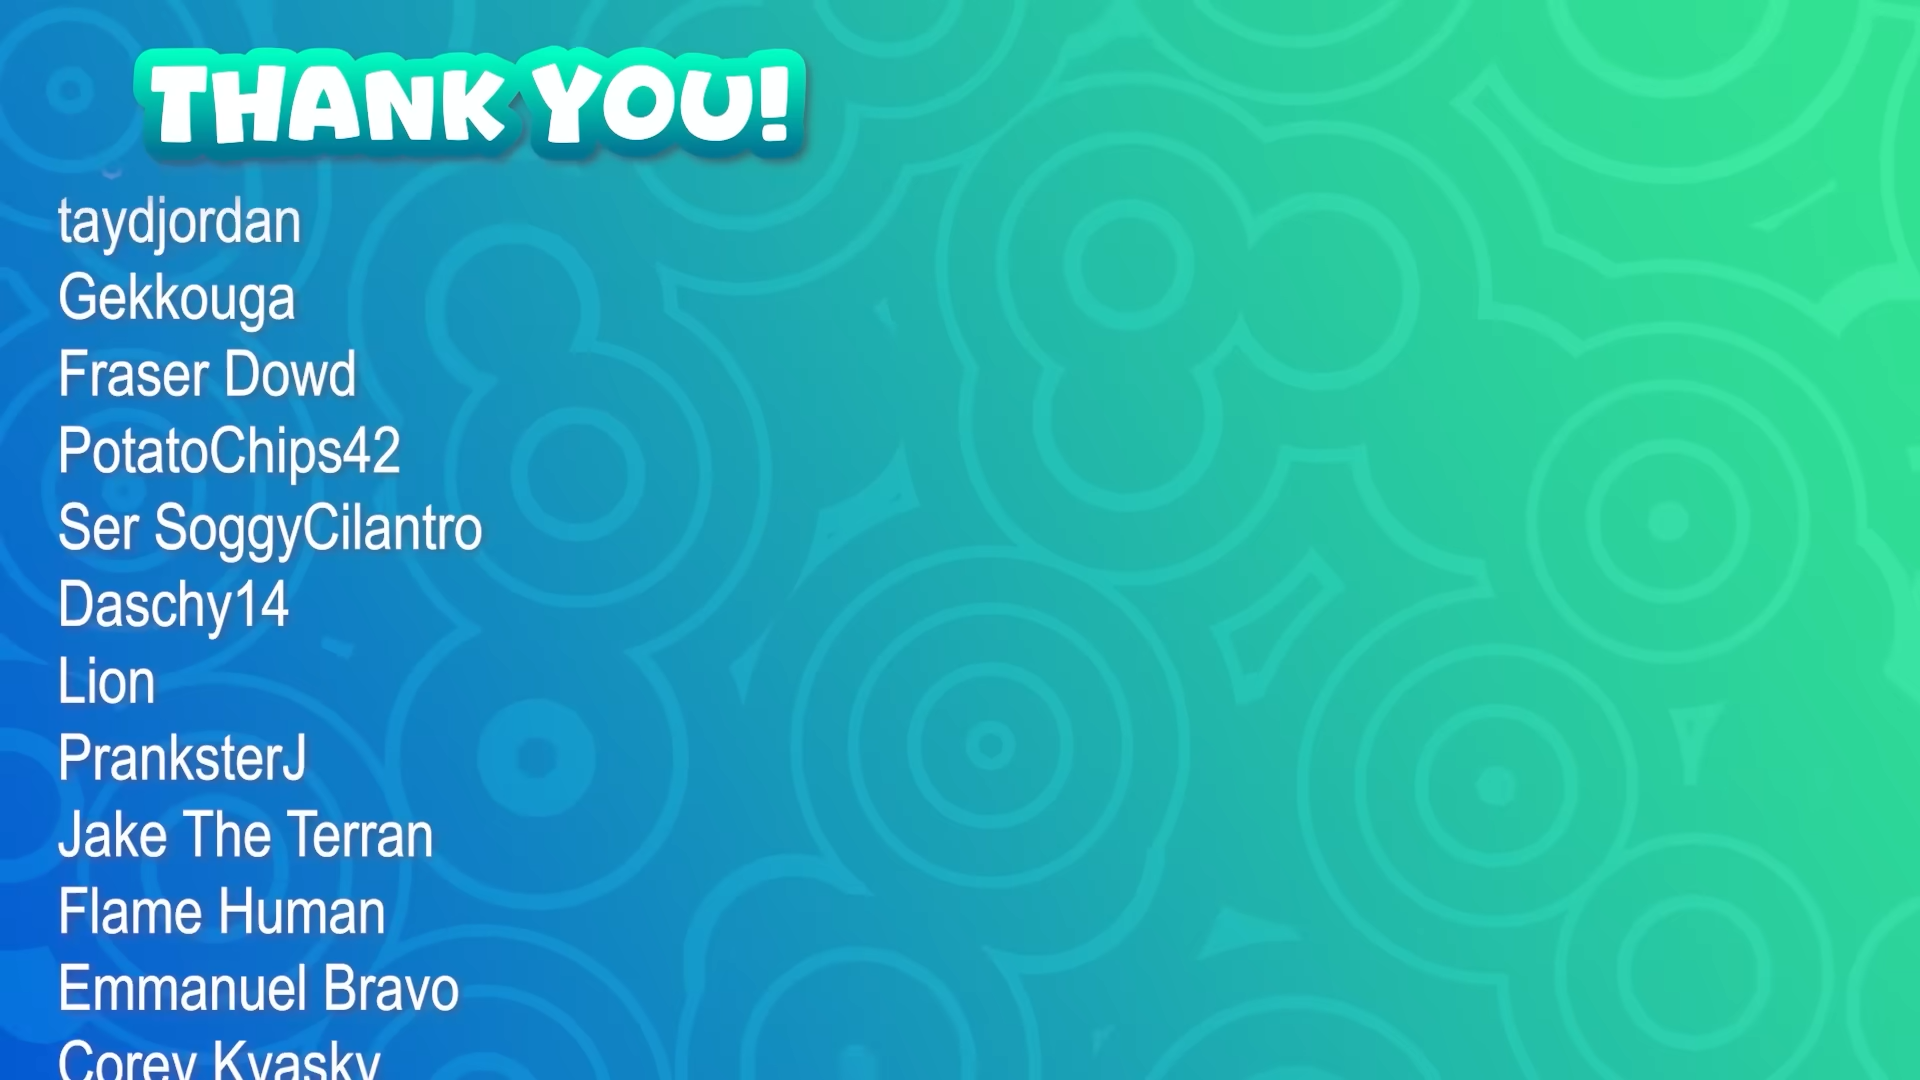 THANK YOU!
taydjordan
Gekkouga
Fraser Dowd
PotatoChips42
Ser SoggyCilantro
Daschy14
Lion
PranksterJ
Jake The Terran
Flame Human
Emmanuel Bravo
Corey Kyasky